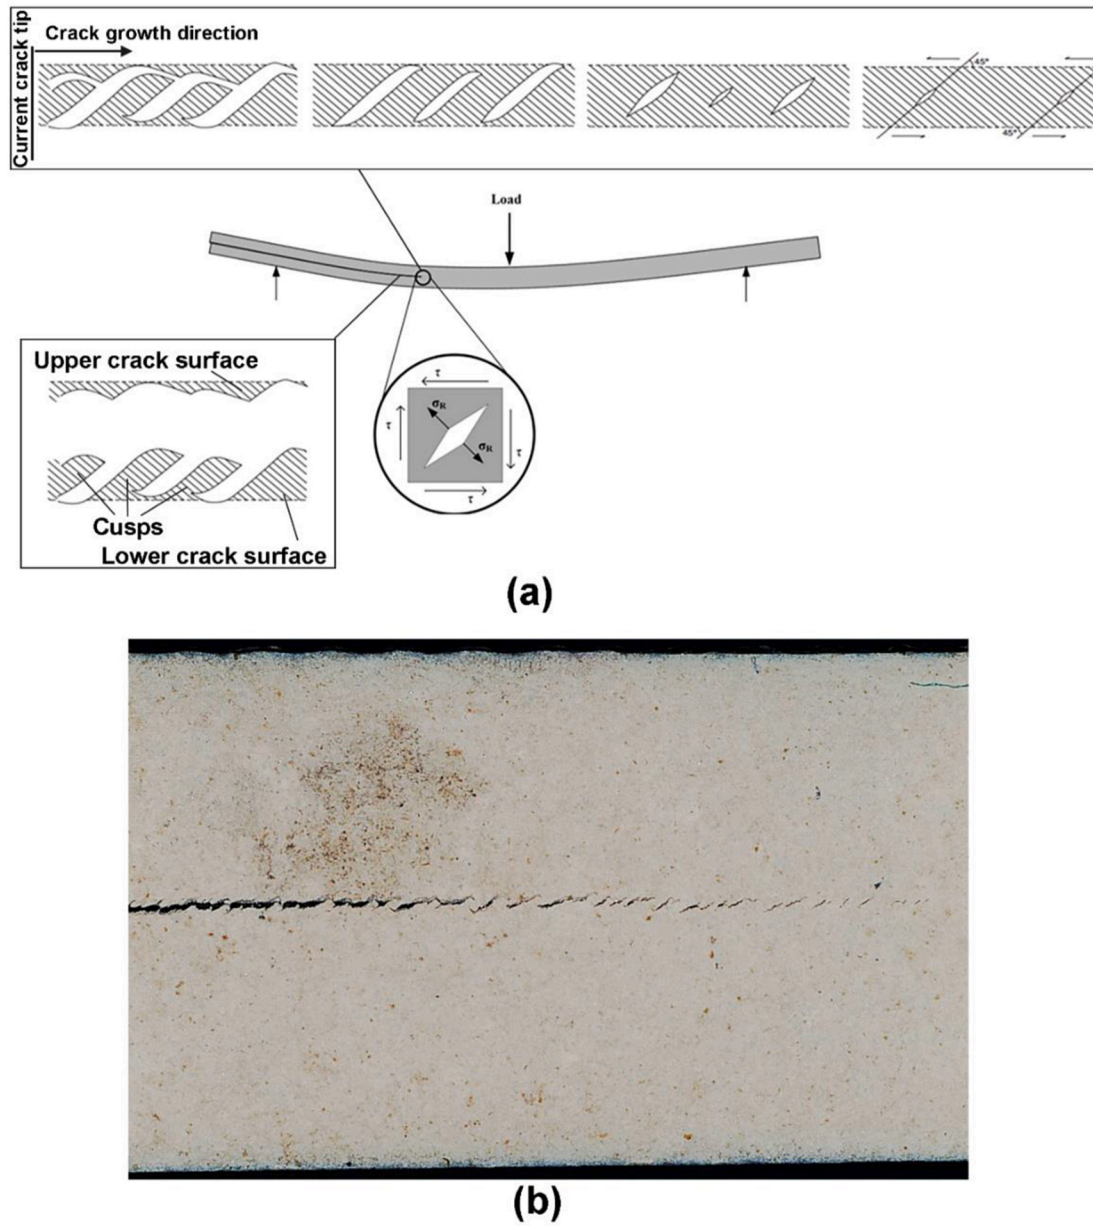 Current crack tip
Crack growth direction
45°
45°
Load
Upper crack surface
Cusps
Lower crack surface
τ
σR
τ
τ
σR
τ
(a)
(b)